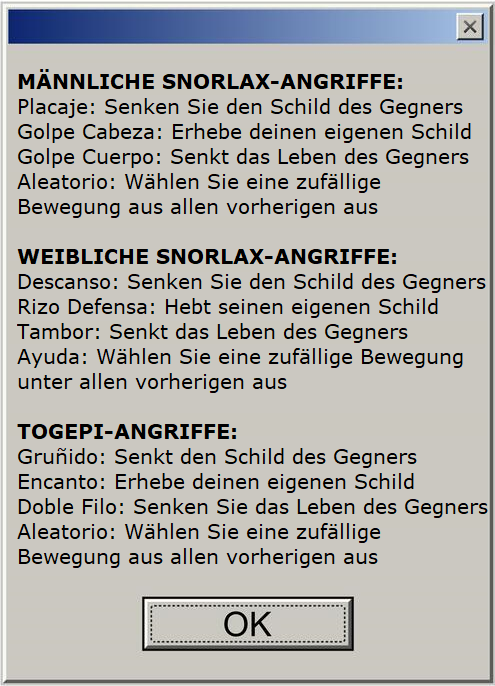 MÄNNLICHE SNORLAX-ANGRIFFE:
Placaje: Senken Sie den Schild des Gegners
Golpe Cabeza: Erhebe deinen eigenen Schild
Golpe Cuerpo: Senkt das Leben des Gegners
Aleatorio: Wählen Sie eine zufällige
Bewegung aus allen vorherigen aus
WEIBLICHE SNORLAX-ANGRIFFE:
Descanso: Senken Sie den Schild des Gegners
Rizo Defensa: Hebt seinen eigenen Schild
Tambor: Senkt das Leben des Gegners
Ayuda: Wählen Sie eine zufällige Bewegung
unter allen vorherigen aus
TOGEPI-ANGRIFFE:
Gruñido: Senkt den Schild des Gegners
Encanto: Erhebe deinen eigenen Schild
Doble Filo: Senken Sie das Leben des Gegners
Aleatorio: Wählen Sie eine zufällige
Bewegung aus allen vorherigen aus
OK